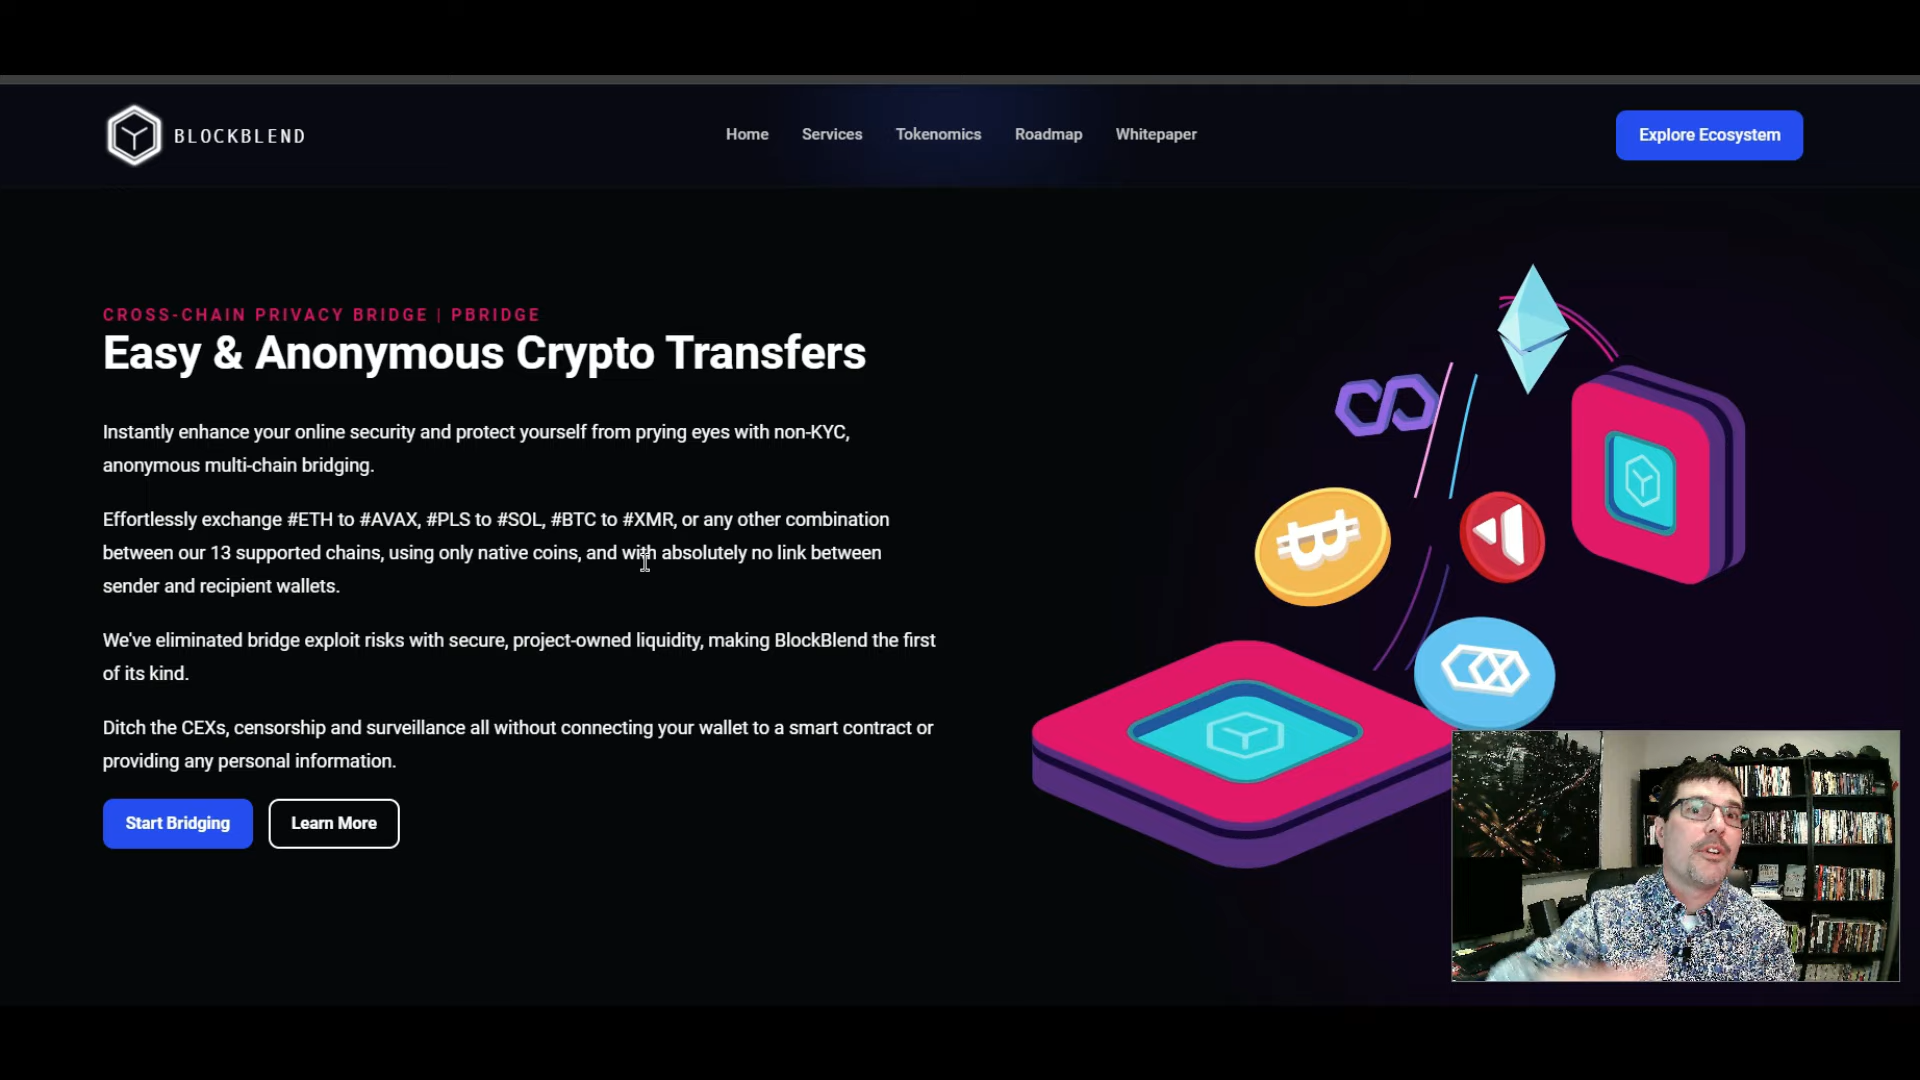 BLOCKBLEND
Home Services Tokenomics Roadmap Whitepaper
Explore Ecosystem
CROSS-CHAIN PRIVACY BRIDGE | PBRIDGE
Easy & Anonymous Crypto Transfers
Instantly enhance your online security and protect yourself from prying eyes with non-KYC,
anonymous multi-chain bridging.
Effortlessly exchange #ETH to #AVAX, #PLS to #SOL, #BTC to #XMR, or any other combination
between our 13 supported chains, using only native coins, and with absolutely no link between
sender and recipient wallets.
We've eliminated bridge exploit risks with secure, project-owned liquidity, making BlockBlend the first
of its kind.
Ditch the CEXs, censorship and surveillance all without connecting your wallet to a smart contract or
providing any personal information.
Start Bridging Learn More